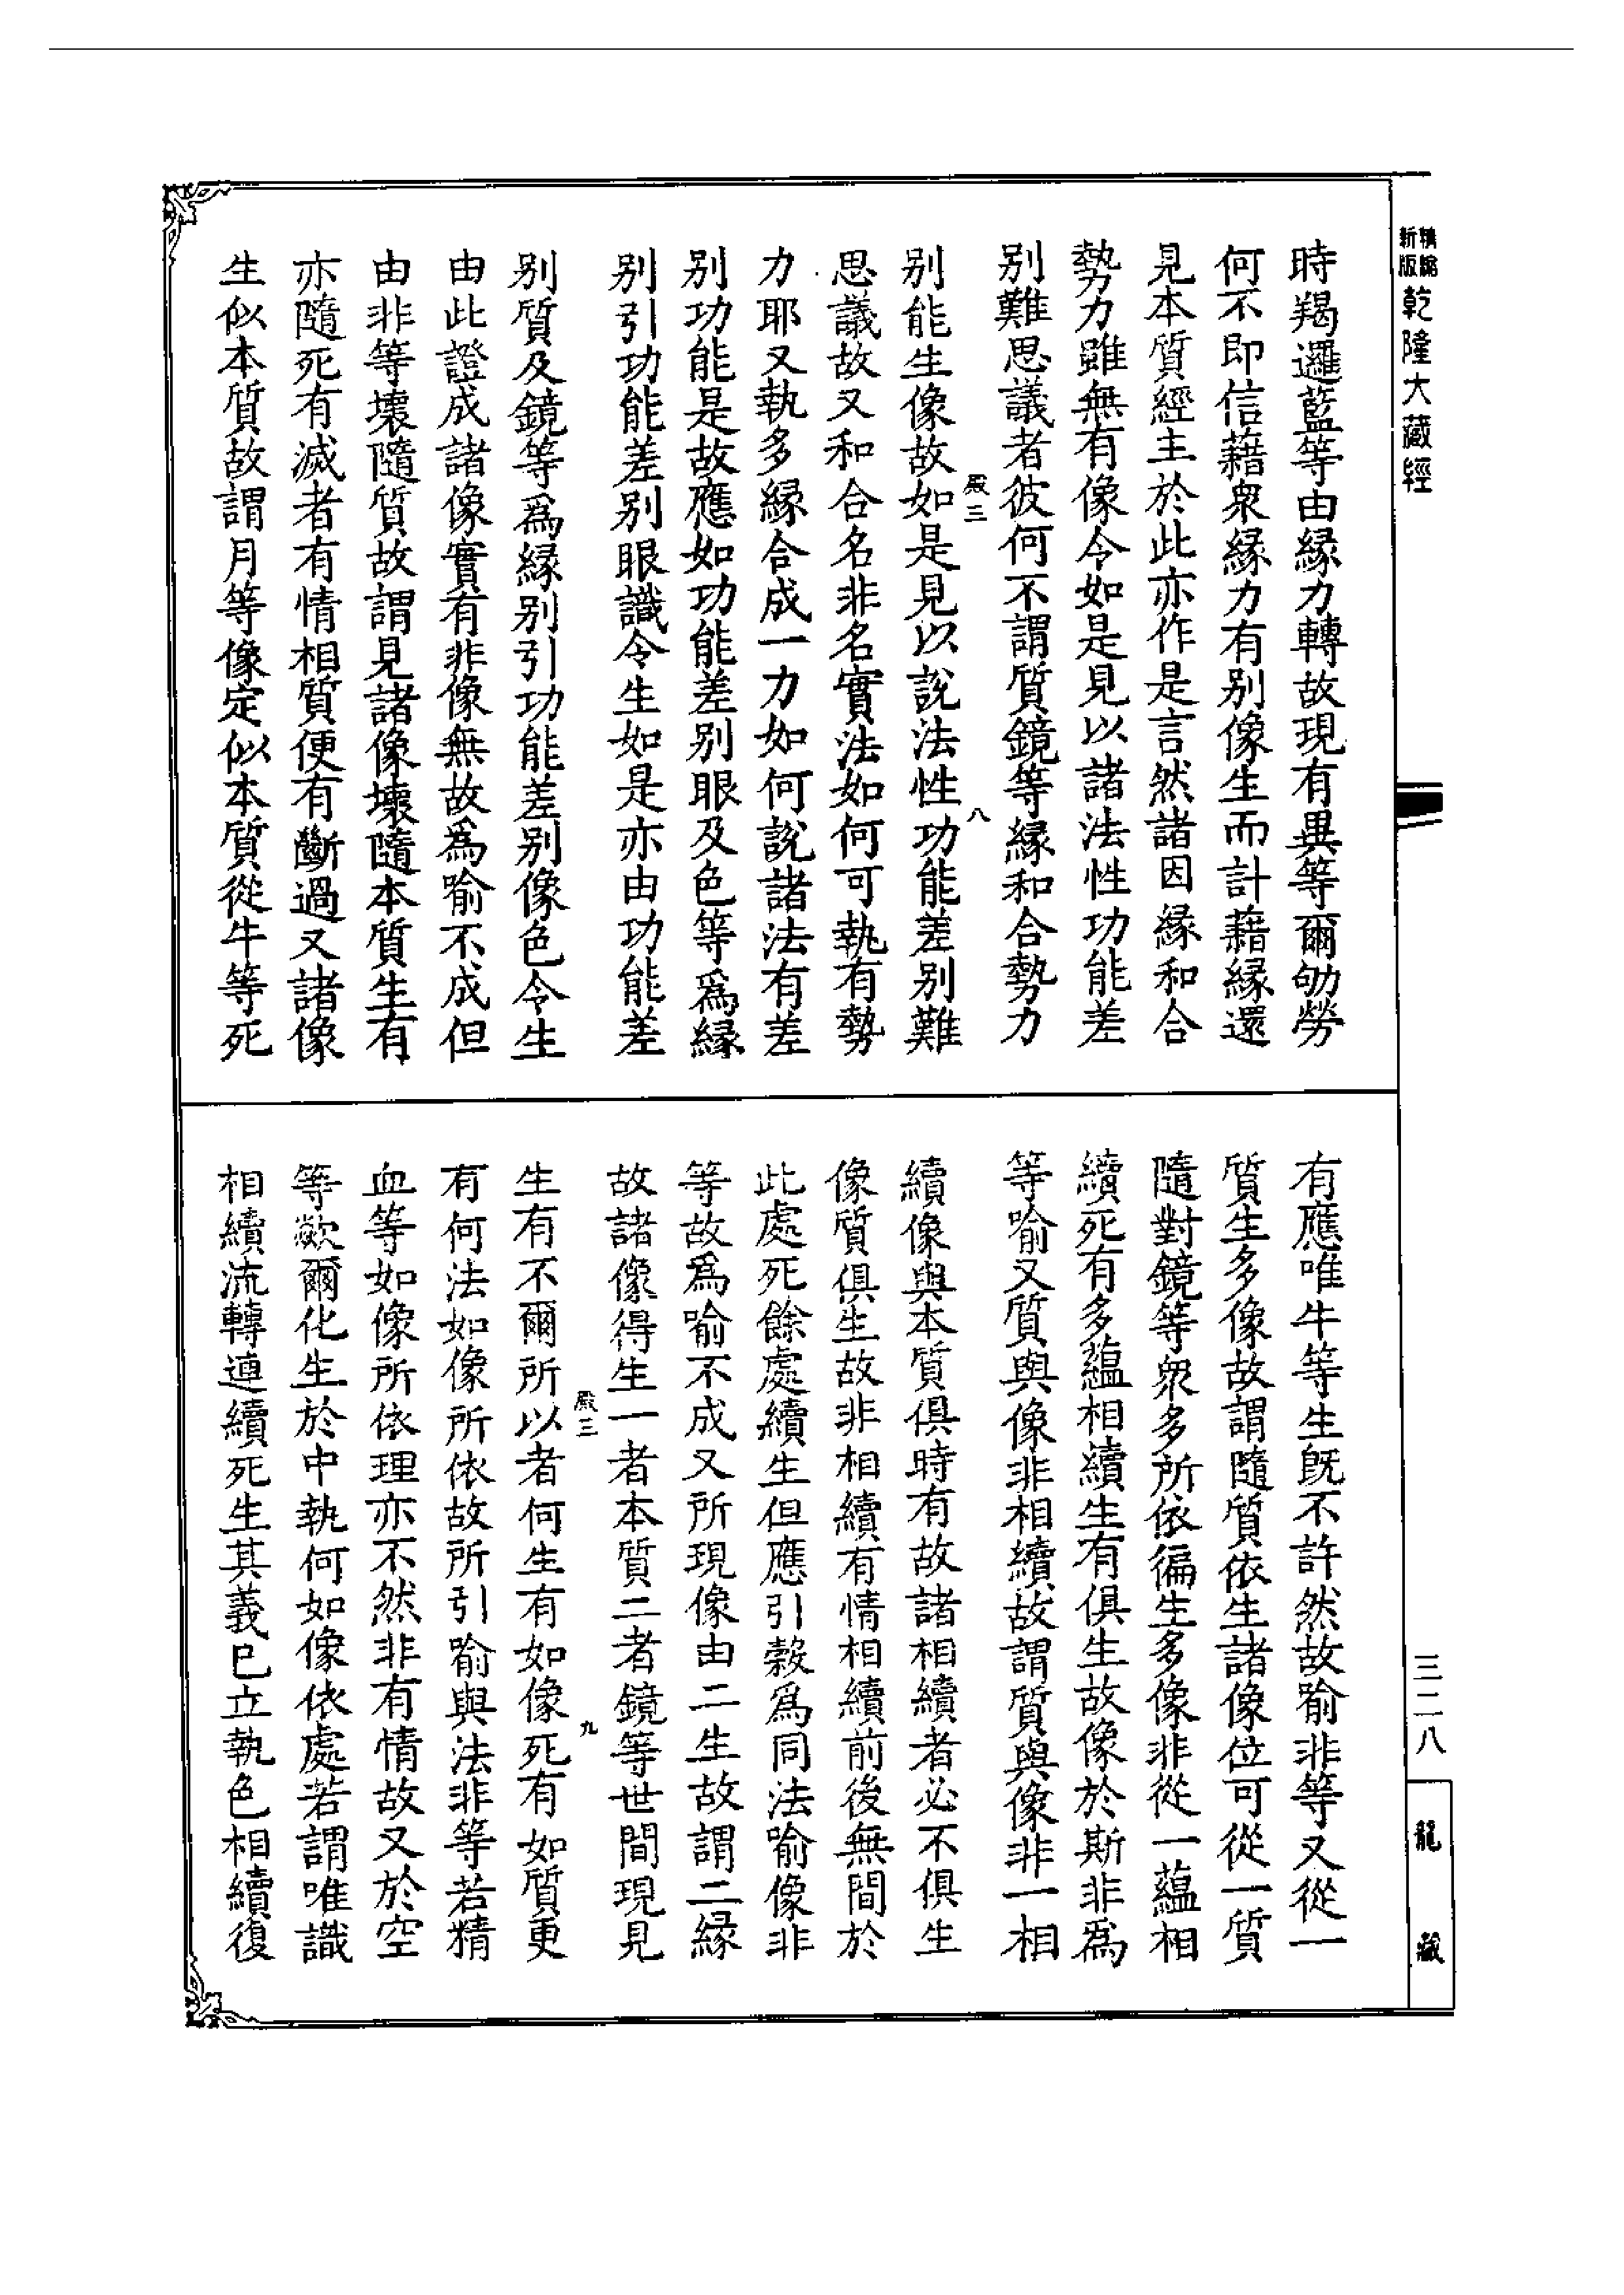 精縮新版乾隆大藏經
時羯邏藍等由緣力轉故現有異等爾劬勞
何不即信藉衆緣力有别像生而計藉緣還
見本質經主於此亦作是言然諸因緣和合
勢力雖無有像令如是見以諸法性功能差
别難思議者彼何不謂質鏡等緣和合勢力
殿三
八
别能生像故如是見以說法性功能差别難
思議故又和合名非名實法如何可執有勢
力耶又執多緣合成一力如何說諸法有差
别功能是故應如功能差别眼及色等爲緣
别引功能差别眼識令生如是亦由功能差
别質及鏡等爲緣别引功能差别像色令生
由此證成諸像實有非像無故爲喻不成但
由非等壞隨質故謂見諸像壞隨本質生有
亦隨死有滅者有情相質便有斷過又諸像
生似本質故謂月等像定似本質從牛等死
有應唯牛等生旣不許然故喻非等又從一
質生多像故謂隨質依生諸像位可從一質
隨對鏡等衆多所依徧生多像非從一蘊相
續死有多蘊相續生有俱生故像於斯非爲
等喻又質與像非相續故謂質與像非一相
續像與本質俱時有故諸相續者必不俱生
像質俱生故非相續有情相續前後無間於
此處死餘處續生但應引穀爲同法喻像非
等故爲喻不成又所現像由二生故謂二緣
故諸像得生一者本質二者鏡等世間現見
殿三
九
生有不爾所以者何生有如像死有如質更
有何法如像所依故所引喻與法非等若精
血等如像所依理亦不然非有情故又於空
等欻爾化生於中執何如像依處若謂唯識
相續流轉連續死生其義已立執色相續復
三二八
龍藏